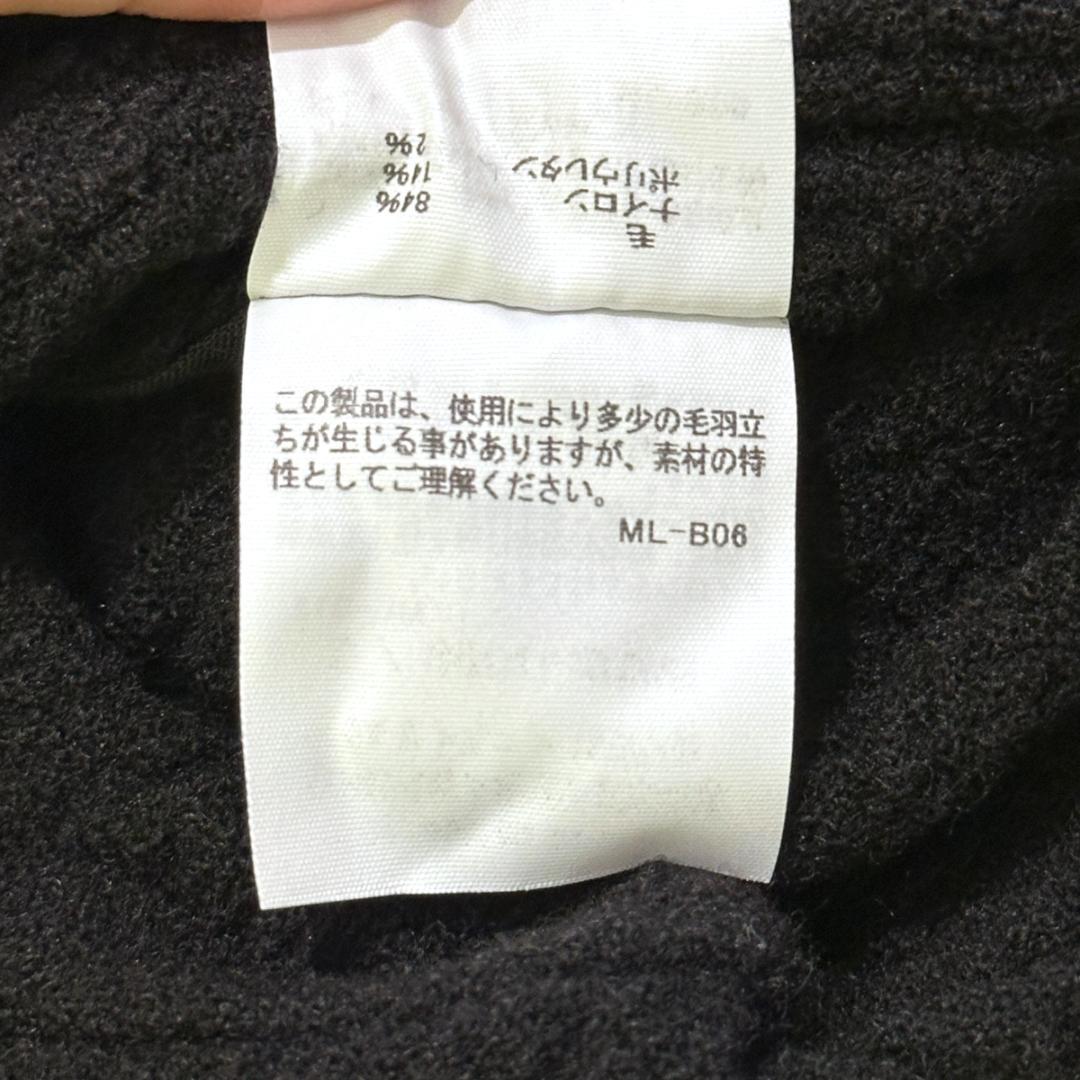 毛 84%
ナイロン 14%
ポリウレタン 2%
この製品は、使用により多少の毛羽立
ちが生じる事がありますが、素材の特
性としてご理解ください。
ML-B06